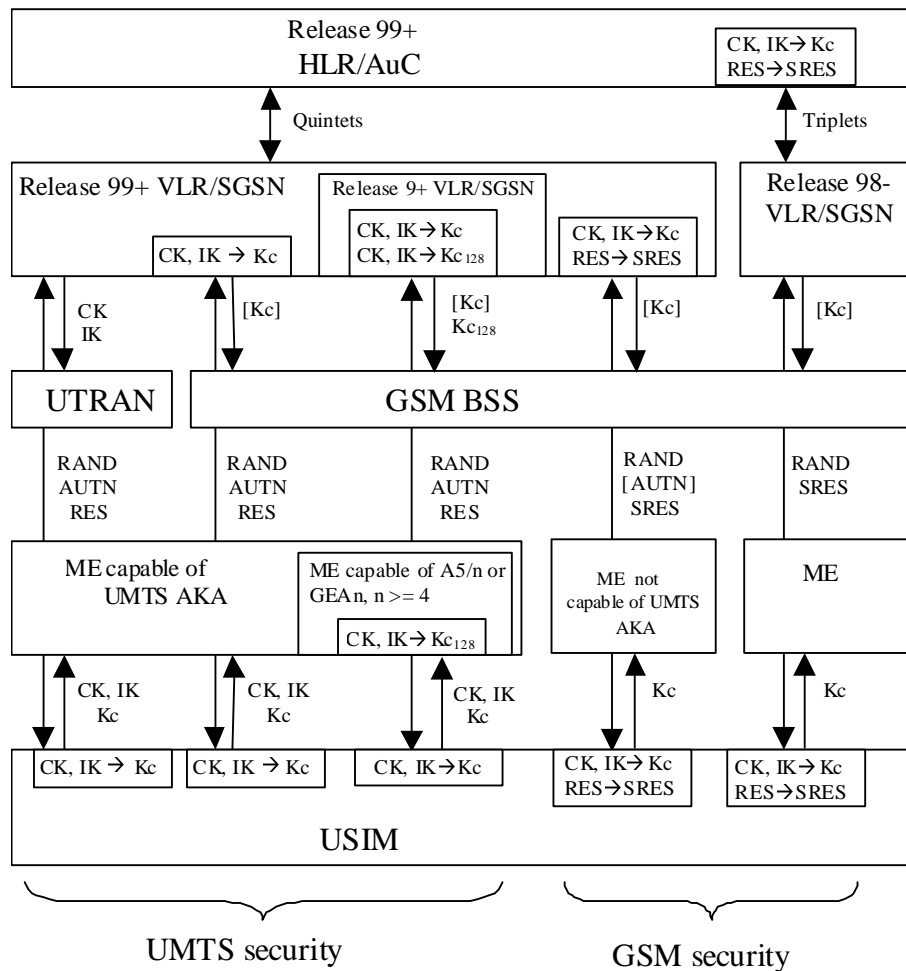 Release 99+
HLR/AuC
CK, IK→Kc
RES→SRES
Quintets
Triplets
Release 99+ VLR/SGSN
CK, IK → Kc
Release 9+ VLR/SGSN
CK, IK→Kc
CK, IK→Kc128
CK, IK→Kc
RES→SRES
Release 98-
VLR/SGSN
CK
IK
[Kc]
[Kc]
Kc128
[Kc]
[Kc]
UTRAN
GSM BSS
RAND
AUTN
RES
RAND
AUTN
RES
RAND
AUTN
RES
RAND
[AUTN]
SRES
RAND
SRES
ME capable of
UMTS AKA
ME capable of A5/n or
GEAn, n >= 4
CK, IK→Kc128
ME not
capable of UMTS
AKA
ME
CK, IK
Kc
CK, IK
Kc
CK, IK
Kc
Kc
Kc
CK, IK → Kc
CK, IK → Kc
CK, IK→Kc
CK, IK→Kc
RES→SRES
CK, IK→Kc
RES→SRES
USIM
UMTS security
GSM security